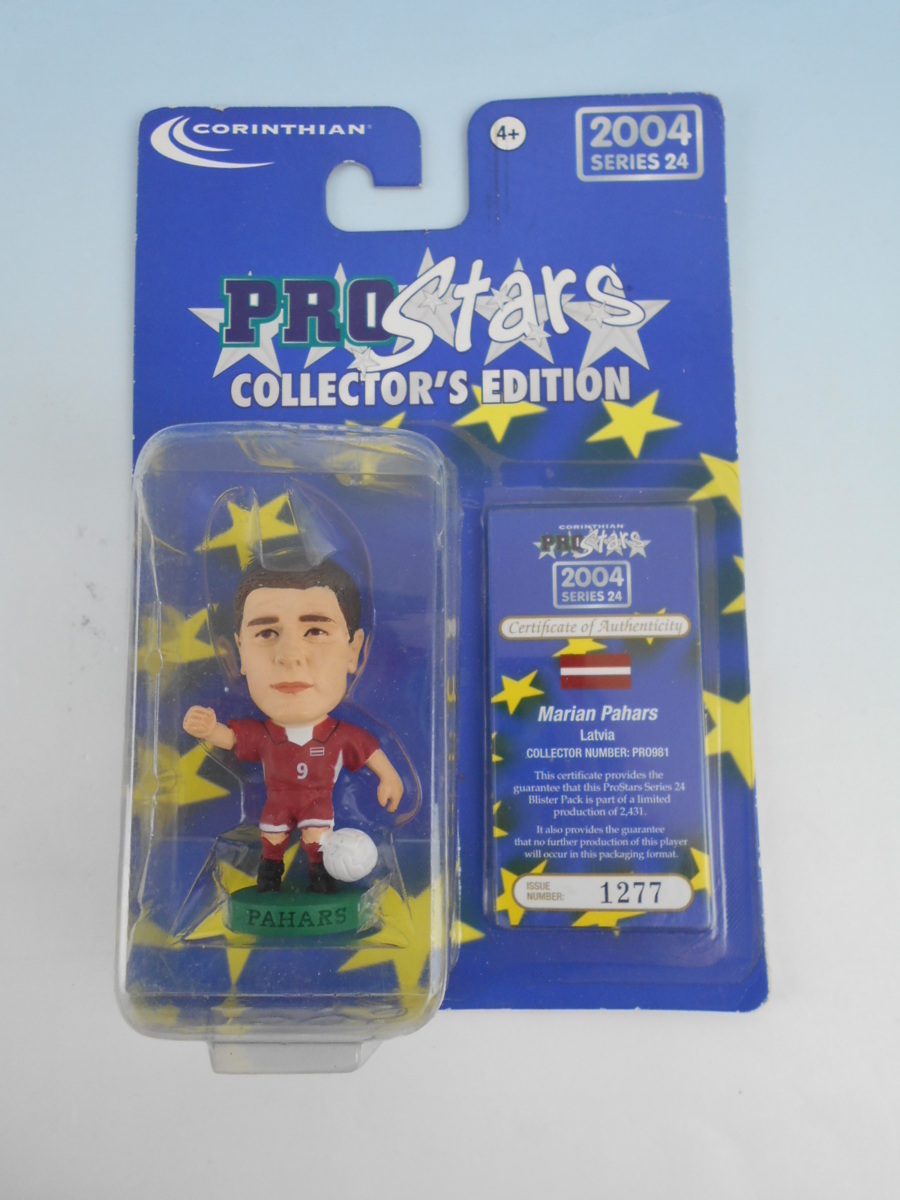 CORINTHIAN
4+
2004
SERIES 24
PROStars
COLLECTOR'S EDITION
9
PAHARS
CORINTHIAN
PROStars
2004
SERIES 24
Certificate of Authenticity
Marian Pahars
Latvia
COLLECTOR NUMBER: PRO981
This certificate provides the
guarantee that this ProStars Series 24
Blister Pack is part of a limited
production of 2,431.
It also provides the guarantee
that no further production of this player
will occur in this packaging format.
ISSUE
NUMBER: 1277